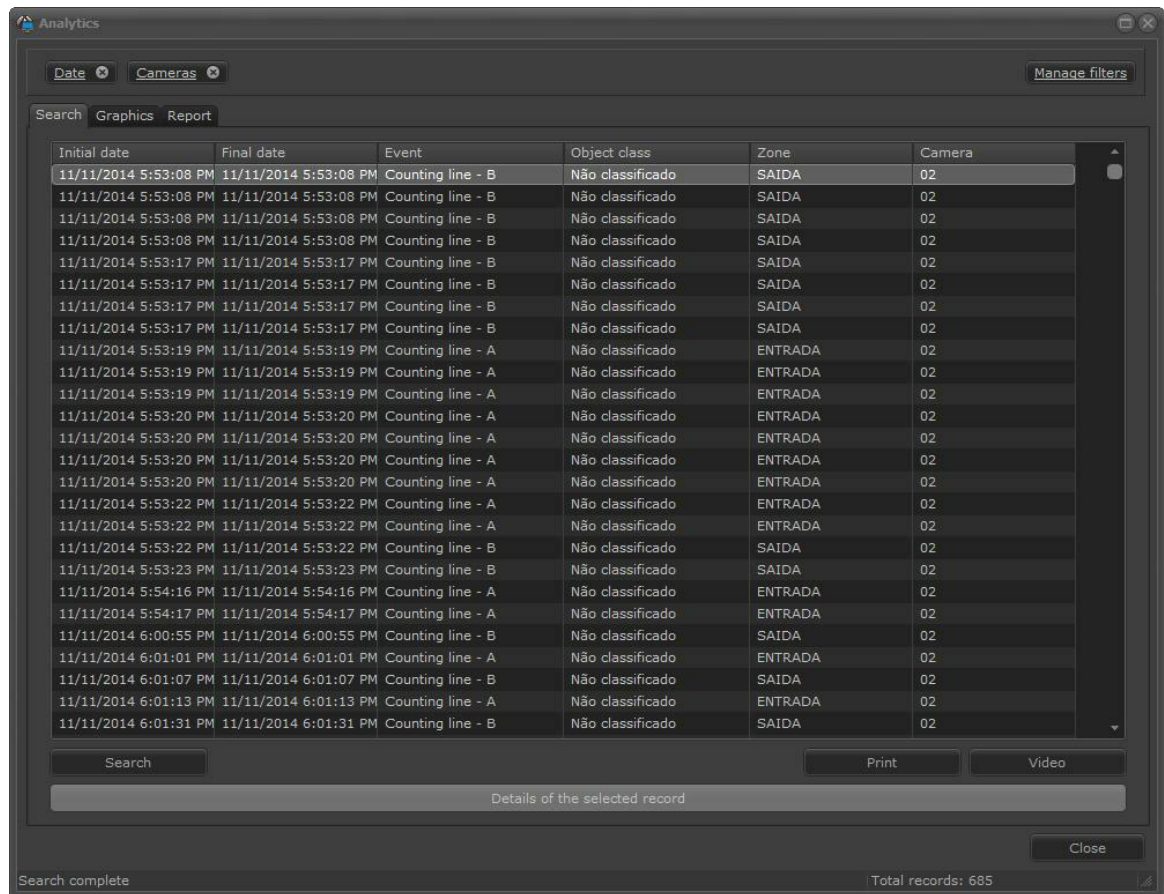 Analytics
Date Cameras Manage filters
Search Graphics Report
Initial date Final date Event Object class Zone Camera
11/11/2014 5:53:08 PM 11/11/2014 5:53:08 PM Counting line - B Não classificado SAIDA 02
11/11/2014 5:53:08 PM 11/11/2014 5:53:08 PM Counting line - B Não classificado SAIDA 02
11/11/2014 5:53:08 PM 11/11/2014 5:53:08 PM Counting line - B Não classificado SAIDA 02
11/11/2014 5:53:08 PM 11/11/2014 5:53:08 PM Counting line - B Não classificado SAIDA 02
11/11/2014 5:53:17 PM 11/11/2014 5:53:17 PM Counting line - B Não classificado SAIDA 02
11/11/2014 5:53:17 PM 11/11/2014 5:53:17 PM Counting line - B Não classificado SAIDA 02
11/11/2014 5:53:17 PM 11/11/2014 5:53:17 PM Counting line - B Não classificado SAIDA 02
11/11/2014 5:53:17 PM 11/11/2014 5:53:17 PM Counting line - B Não classificado SAIDA 02
11/11/2014 5:53:19 PM 11/11/2014 5:53:19 PM Counting line - A Não classificado ENTRADA 02
11/11/2014 5:53:19 PM 11/11/2014 5:53:19 PM Counting line - A Não classificado ENTRADA 02
11/11/2014 5:53:19 PM 11/11/2014 5:53:19 PM Counting line - A Não classificado ENTRADA 02
11/11/2014 5:53:20 PM 11/11/2014 5:53:20 PM Counting line - A Não classificado ENTRADA 02
11/11/2014 5:53:20 PM 11/11/2014 5:53:20 PM Counting line - A Não classificado ENTRADA 02
11/11/2014 5:53:20 PM 11/11/2014 5:53:20 PM Counting line - A Não classificado ENTRADA 02
11/11/2014 5:53:20 PM 11/11/2014 5:53:20 PM Counting line - A Não classificado ENTRADA 02
11/11/2014 5:53:22 PM 11/11/2014 5:53:22 PM Counting line - A Não classificado ENTRADA 02
11/11/2014 5:53:22 PM 11/11/2014 5:53:22 PM Counting line - A Não classificado ENTRADA 02
11/11/2014 5:53:22 PM 11/11/2014 5:53:22 PM Counting line - B Não classificado SAIDA 02
11/11/2014 5:53:23 PM 11/11/2014 5:53:23 PM Counting line - B Não classificado SAIDA 02
11/11/2014 5:54:16 PM 11/11/2014 5:54:16 PM Counting line - A Não classificado ENTRADA 02
11/11/2014 5:54:17 PM 11/11/2014 5:54:17 PM Counting line - A Não classificado ENTRADA 02
11/11/2014 6:00:55 PM 11/11/2014 6:00:55 PM Counting line - B Não classificado SAIDA 02
11/11/2014 6:01:01 PM 11/11/2014 6:01:01 PM Counting line - A Não classificado ENTRADA 02
11/11/2014 6:01:07 PM 11/11/2014 6:01:07 PM Counting line - B Não classificado SAIDA 02
11/11/2014 6:01:13 PM 11/11/2014 6:01:13 PM Counting line - A Não classificado ENTRADA 02
11/11/2014 6:01:31 PM 11/11/2014 6:01:31 PM Counting line - B Não classificado SAIDA 02
Search Print Video
Details of the selected record
Close
Search complete Total records: 685